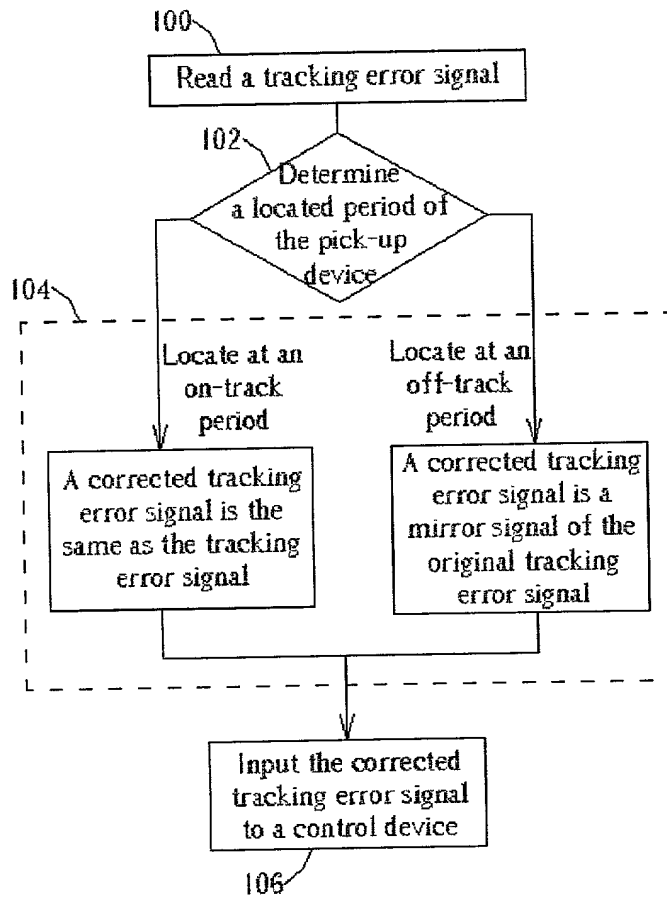 100
Read a tracking error signal
102
Determine
a located period of
the pick-up
device
104
Locate at an
on-track
period
Locate at an
off-track
period
A corrected tracking
error signal is the
same as the tracking
error signal
A corrected tracking
error signal is a
mirror signal of the
original tracking
error signal
Input the corrected
tracking error signal
to a control device
106